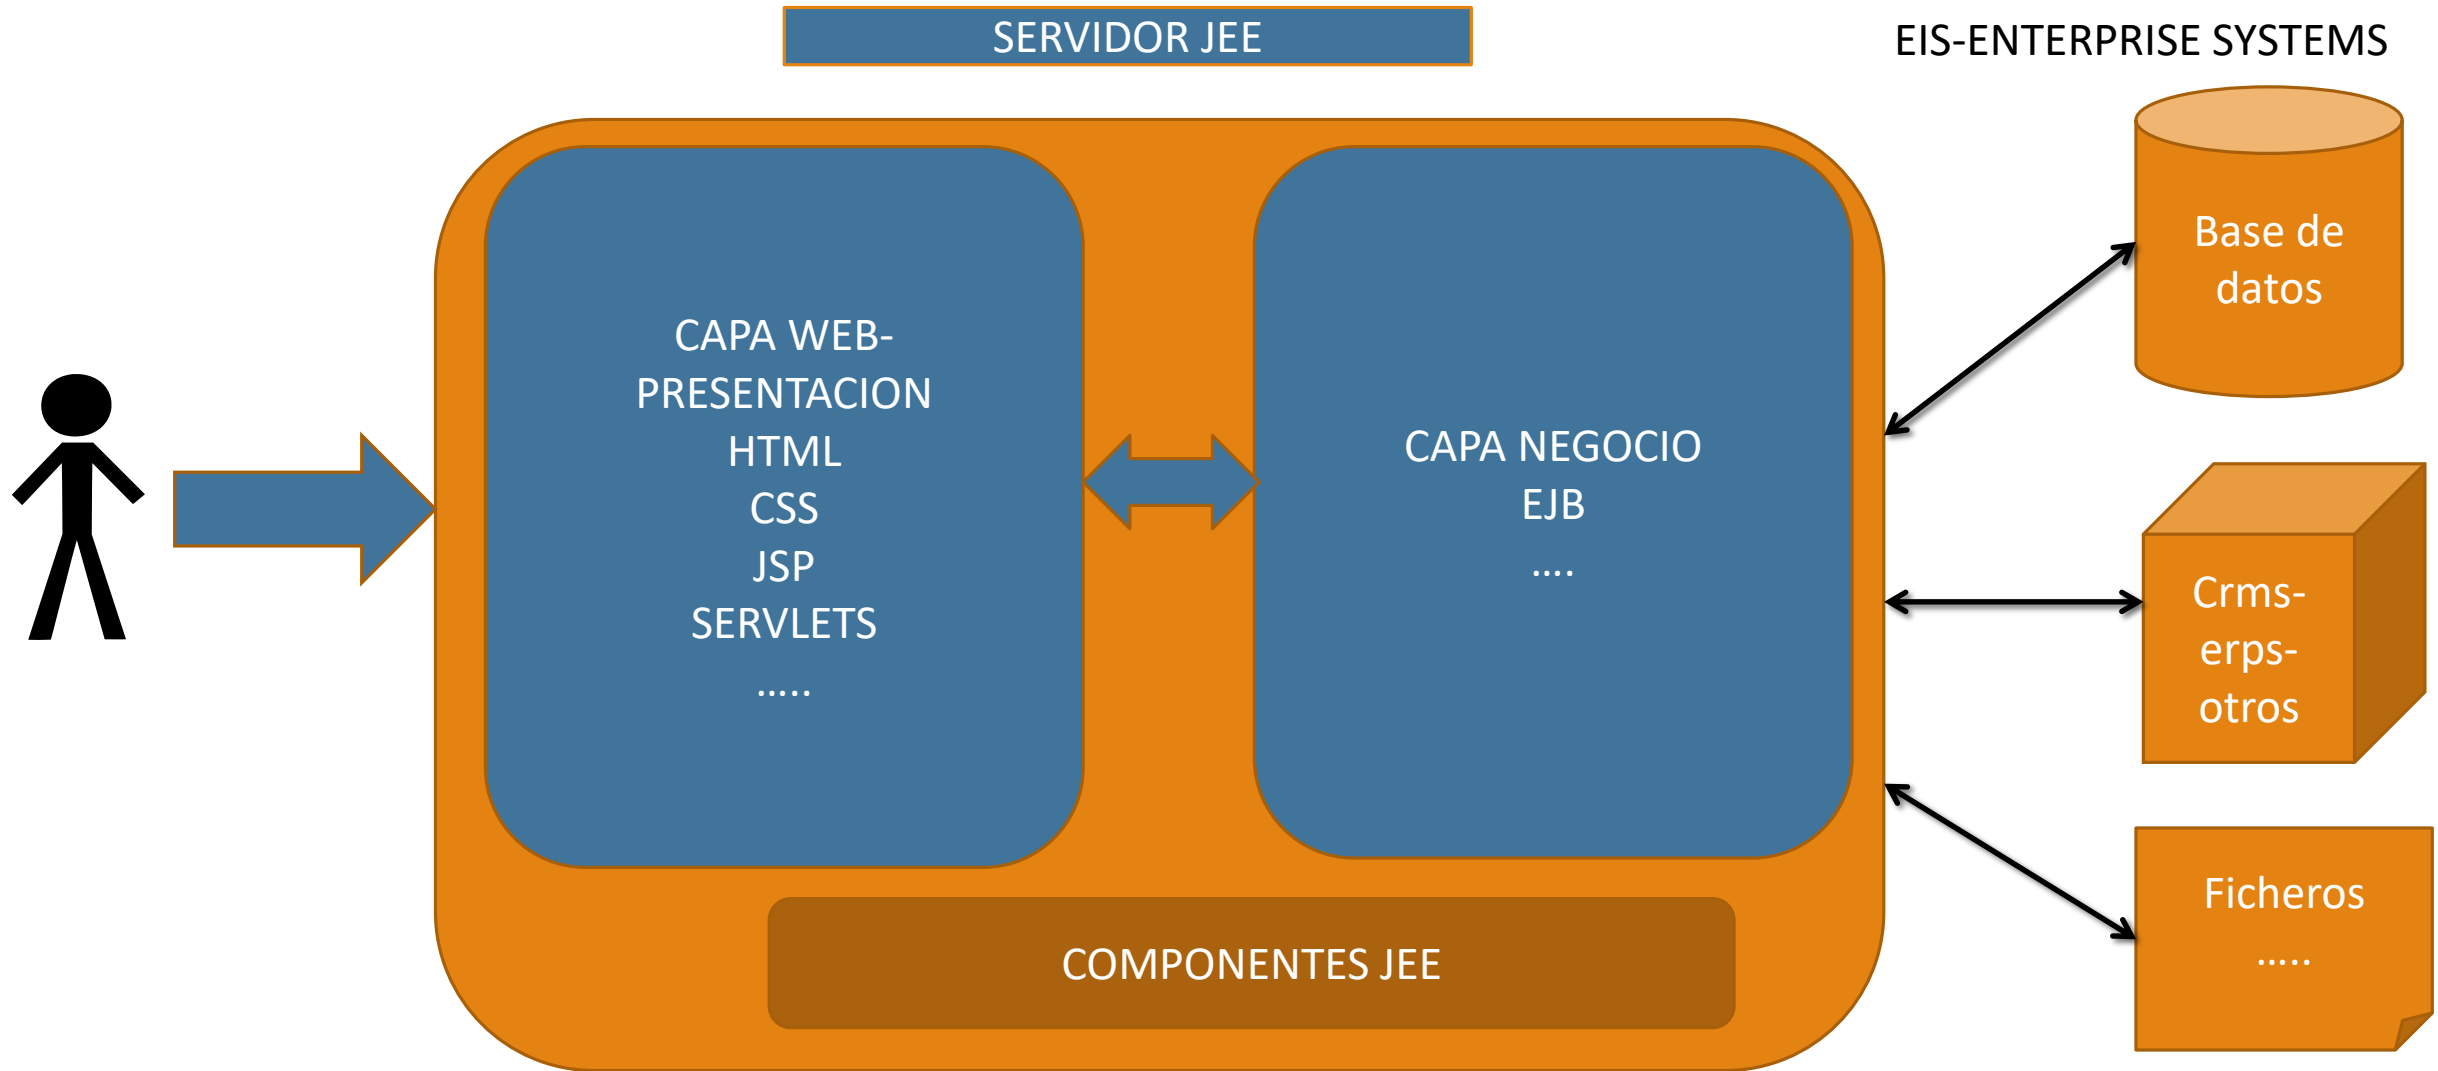 SERVIDOR JEE
EIS-ENTERPRISE SYSTEMS
CAPA WEB-
PRESENTACION
HTML
CSS
JSP
SERVLETS
…..
CAPA NEGOCIO
EJB
….
COMPONENTES JEE
Base de
datos
Crms-
erps-
otros
Ficheros
…..